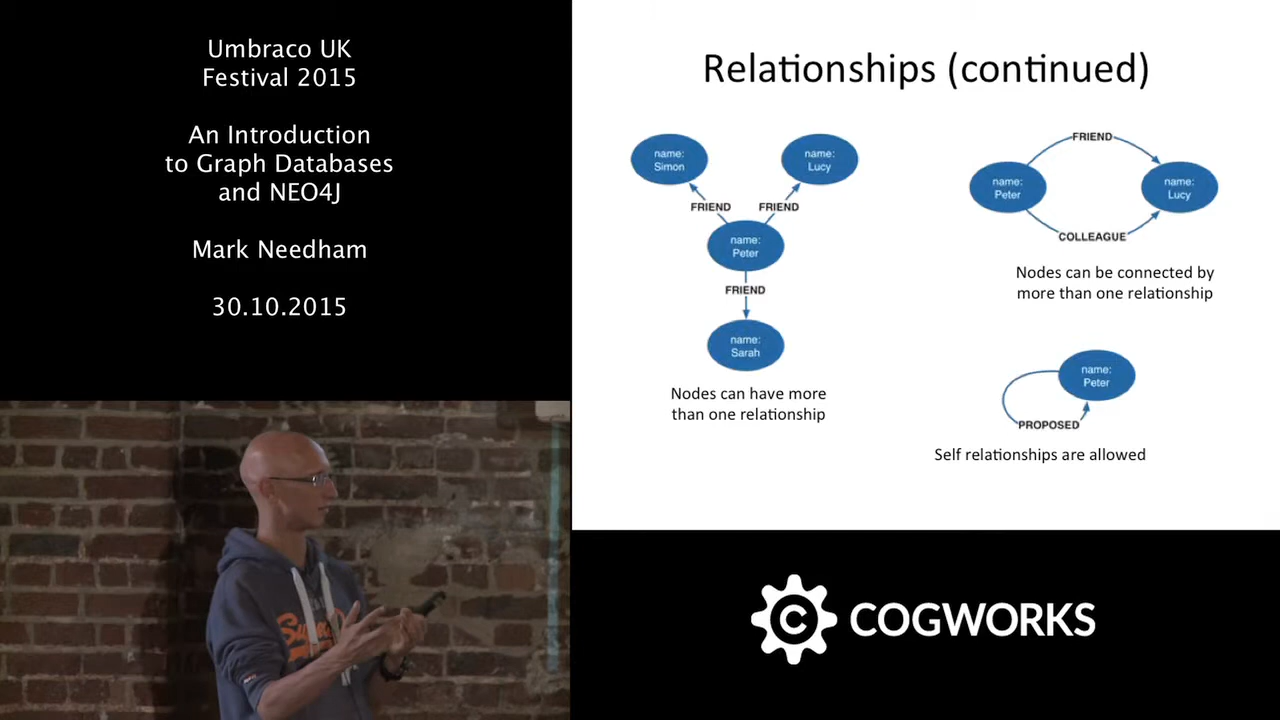 Umbraco UK
Festival 2015
An Introduction
to Graph Databases
and NEO4J
Mark Needham
30.10.2015
Relationships (continued)
name:
Simon
name:
Lucy
FRIEND
FRIEND
name:
Peter
FRIEND
name:
Sarah
Nodes can have more
than one relationship
FRIEND
name:
Peter
name:
Lucy
COLLEAGUE
Nodes can be connected by
more than one relationship
name:
Peter
PROPOSED
Self relationships are allowed
C COGWORKS